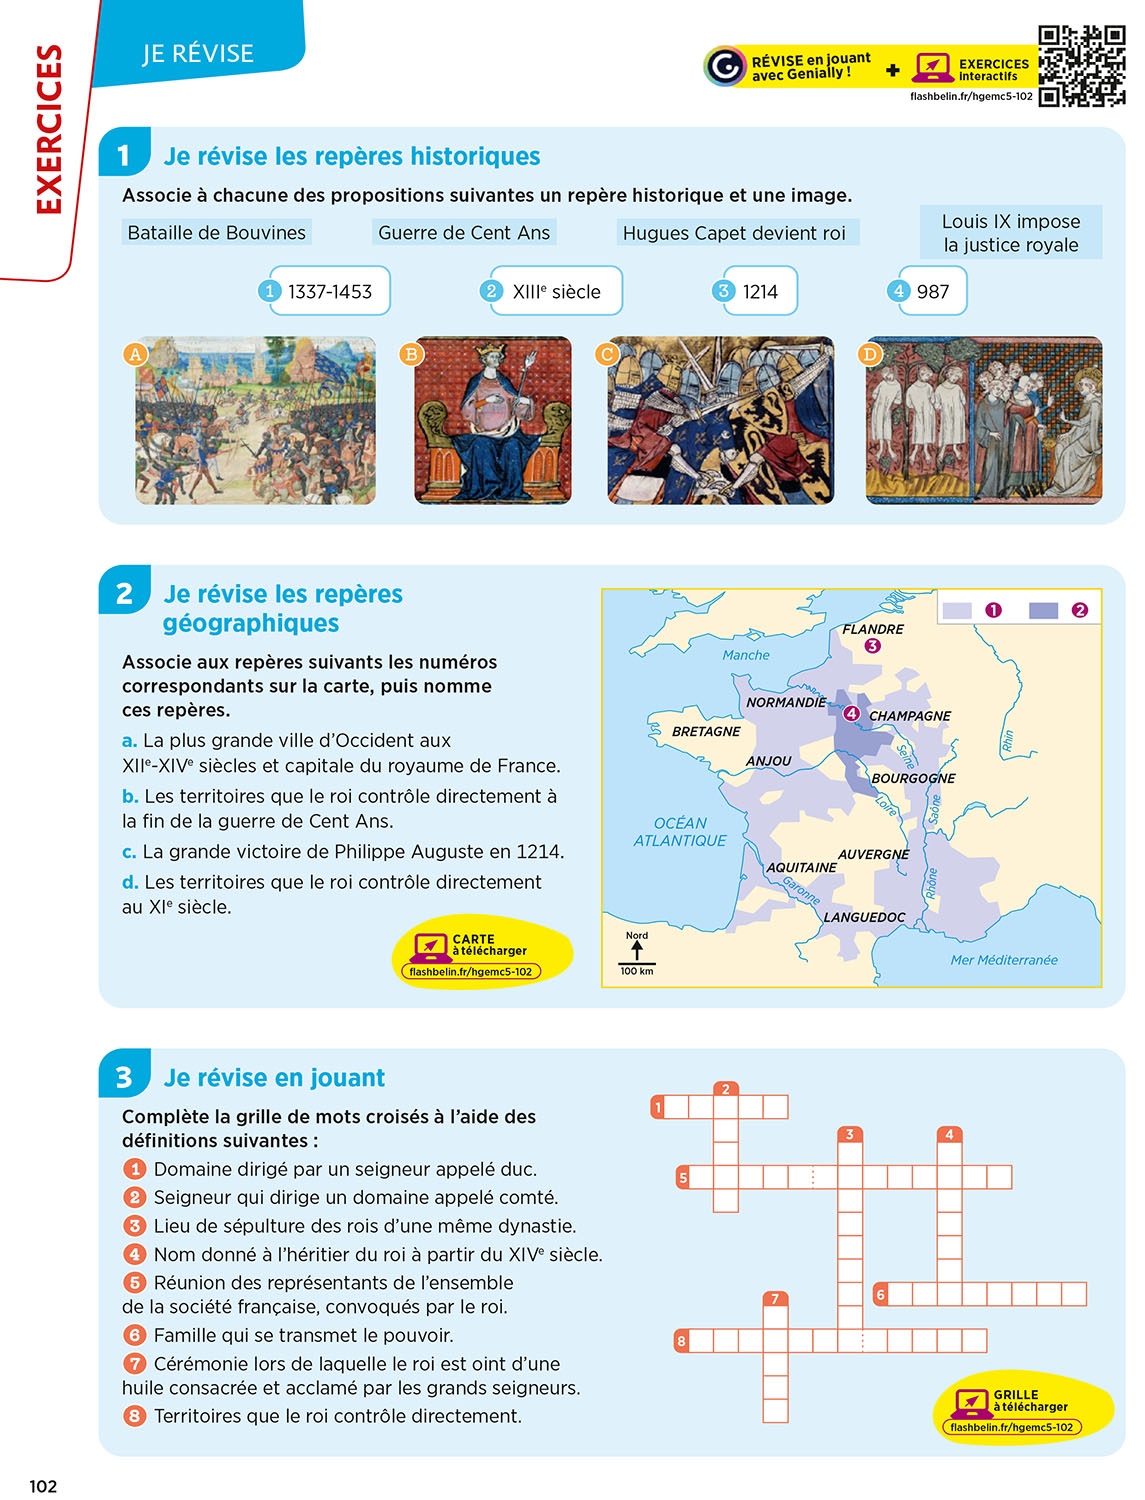 EXERCICES
JE RÉVISE
RÉVISE en jouant
avec Genially !
+
EXERCICES
interactifs
flashbelin.fr/hgemc5-102
1 Je révise les repères historiques
Associe à chacune des propositions suivantes un repère historique et une image.
Bataille de Bouvines
Guerre de Cent Ans
Hugues Capet devient roi
Louis IX impose
la justice royale
1 1337-1453
2 XIIIe siècle
3 1214
4 987
A
B
C
D
2 Je révise les repères
géographiques
Associe aux repères suivants les numéros
correspondants sur la carte, puis nomme
ces repères.
a. La plus grande ville d'Occident aux
XIIe-XIVe siècles et capitale du royaume de France.
b. Les territoires que le roi contrôle directement à
la fin de la guerre de Cent Ans.
c. La grande victoire de Philippe Auguste en 1214.
d. Les territoires que le roi contrôle directement
au XIe siècle.
CARTE
à télécharger
flashbelin.fr/hgemc5-102
1
2
FLANDRE
3
Manche
NORMANDIE
4
CHAMPAGNE
BRETAGNE
Rhin
Seine
ANJOU
BOURGOGNE
Loire
Saône
OCÉAN
ATLANTIQUE
AUVERGNE
AQUITAINE
Garonne
Rhône
LANGUEDOC
Nord
100 km
Mer Méditerranée
3 Je révise en jouant
Complète la grille de mots croisés à l'aide des
définitions suivantes :
1 Domaine dirigé par un seigneur appelé duc.
2 Seigneur qui dirige un domaine appelé comté.
3 Lieu de sépulture des rois d'une même dynastie.
4 Nom donné à l'héritier du roi à partir du XIVe siècle.
5 Réunion des représentants de l'ensemble
de la société française, convoqués par le roi.
6 Famille qui se transmet le pouvoir.
7 Cérémonie lors de laquelle le roi est oint d'une
huile consacrée et acclamé par les grands seigneurs.
8 Territoires que le roi contrôle directement.
2
1
3
4
5
6
7
8
GRILLE
à télécharger
flashbelin.fr/hgemc5-102
102